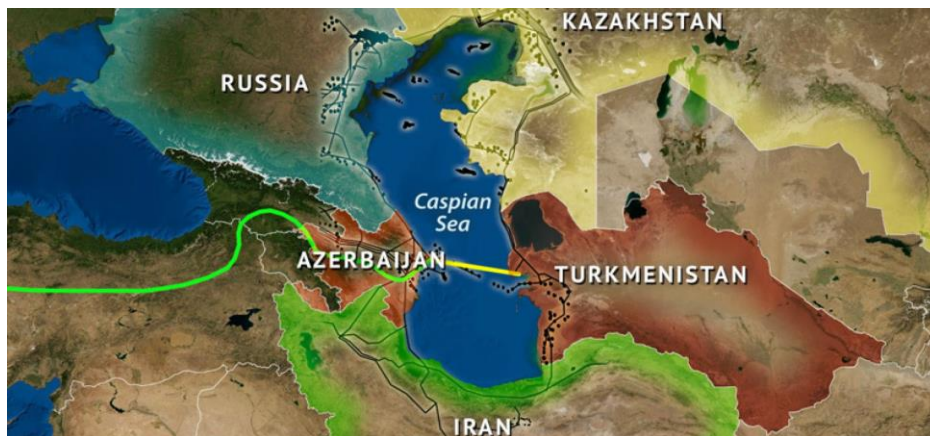 KAZAKHSTAN
RUSSIA
Caspian
Sea
AZERBAIJAN
TURKMENISTAN
IRAN